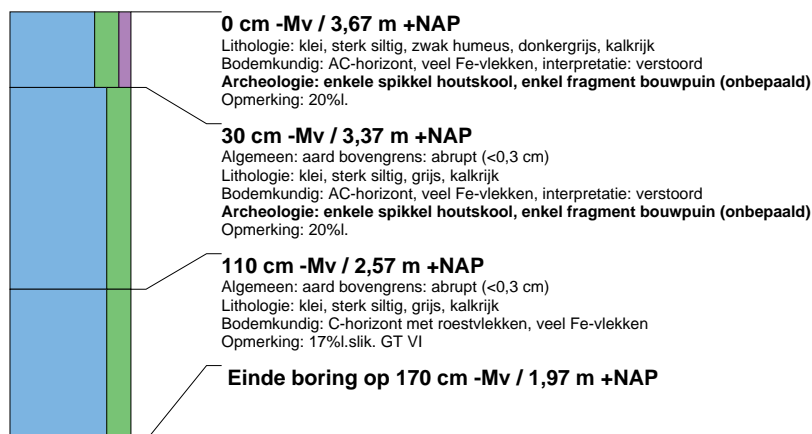 0 cm -Mv / 3,67 m +NAP
Lithologie: klei, sterk siltig, zwak humeus, donkergrijs, kalkrijk
Bodemkundig: AC-horizont, veel Fe-vlekken, interpretatie: verstoord
Archeologie: enkele spikkel houtskool, enkel fragment bouwpuin (onbepaald)
Opmerking: 20%l.
30 cm -Mv / 3,37 m +NAP
Algemeen: aard bovengrens: abrupt (<0,3 cm)
Lithologie: klei, sterk siltig, grijs, kalkrijk
Bodemkundig: AC-horizont, veel Fe-vlekken, interpretatie: verstoord
Archeologie: enkele spikkel houtskool, enkel fragment bouwpuin (onbepaald)
Opmerking: 20%l.
110 cm -Mv / 2,57 m +NAP
Algemeen: aard bovengrens: abrupt (<0,3 cm)
Lithologie: klei, sterk siltig, grijs, kalkrijk
Bodemkundig: C-horizont met roestvlekken, veel Fe-vlekken
Opmerking: 17%l.slik. GT VI
Einde boring op 170 cm -Mv / 1,97 m +NAP